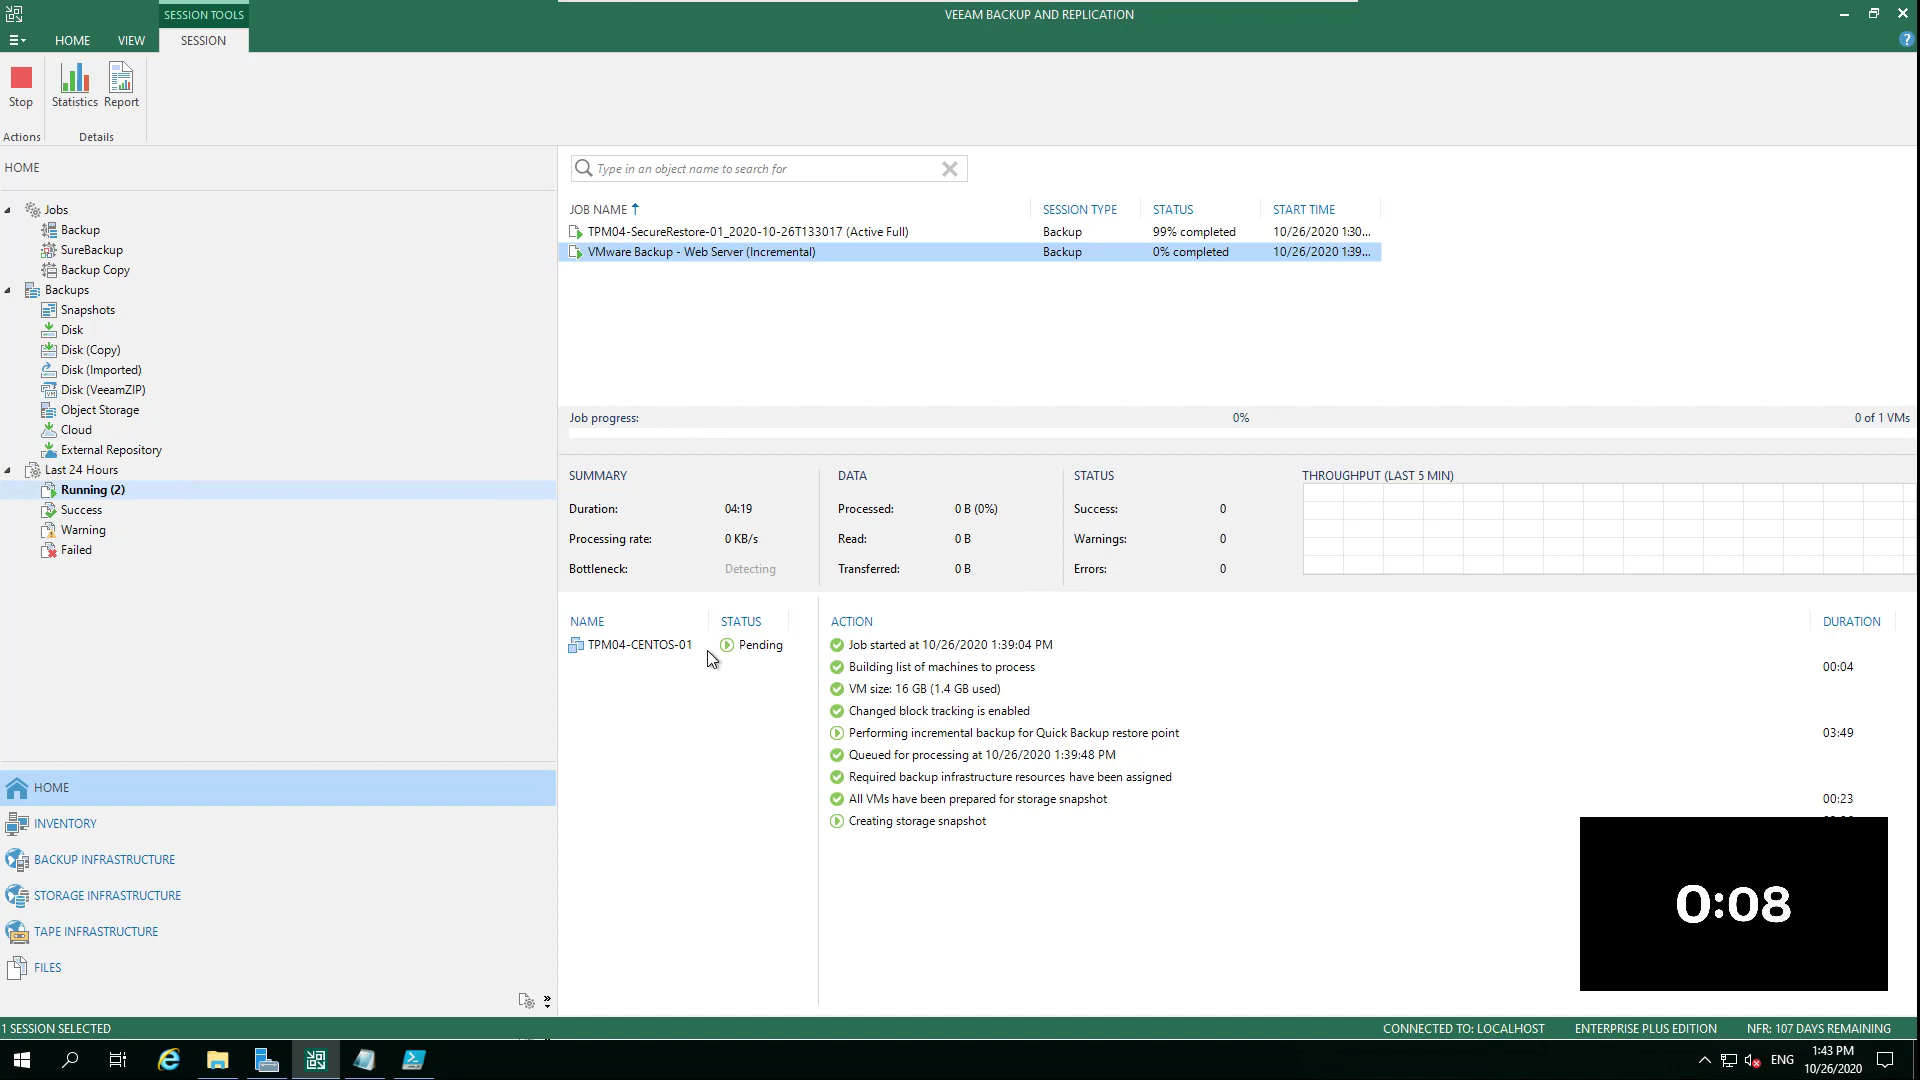 SESSION TOOLS
VEEAM BACKUP AND REPLICATION
HOME VIEW SESSION
?
Stop Statistics Report
Actions Details
HOME
Jobs
Backup
SureBackup
Backup Copy
Backups
Snapshots
Disk
Disk (Copy)
Disk (Imported)
Disk (VeeamZIP)
Object Storage
Cloud
External Repository
Last 24 Hours
Running (2)
Success
Warning
Failed
HOME
INVENTORY
BACKUP INFRASTRUCTURE
STORAGE INFRASTRUCTURE
TAPE INFRASTRUCTURE
FILES
Type in an object name to search for
JOB NAME SESSION TYPE STATUS START TIME
TPM04-SecureRestore-01_2020-10-26T133017 (Active Full) Backup 99% completed 10/26/2020 1:30...
VMware Backup - Web Server (Incremental) Backup 0% completed 10/26/2020 1:39...
Job progress: 0% 0 of 1 VMs
SUMMARY DATA STATUS THROUGHPUT (LAST 5 MIN)
Duration: 04:19 Processed: 0 B (0%) Success: 0
Processing rate: 0 KB/s Read: 0 B Warnings: 0
Bottleneck: Detecting Transferred: 0 B Errors: 0
NAME STATUS ACTION DURATION
TPM04-CENTOS-01 Pending Job started at 10/26/2020 1:39:04 PM
Building list of machines to process 00:04
VM size: 16 GB (1.4 GB used)
Changed block tracking is enabled
Performing incremental backup for Quick Backup restore point 03:49
Queued for processing at 10/26/2020 1:39:48 PM
Required backup infrastructure resources have been assigned
All VMs have been prepared for storage snapshot 00:23
Creating storage snapshot
0:08
1 SESSION SELECTED CONNECTED TO: LOCALHOST ENTERPRISE PLUS EDITION NFR: 107 DAYS REMAINING
ENG 1:43 PM
10/26/2020